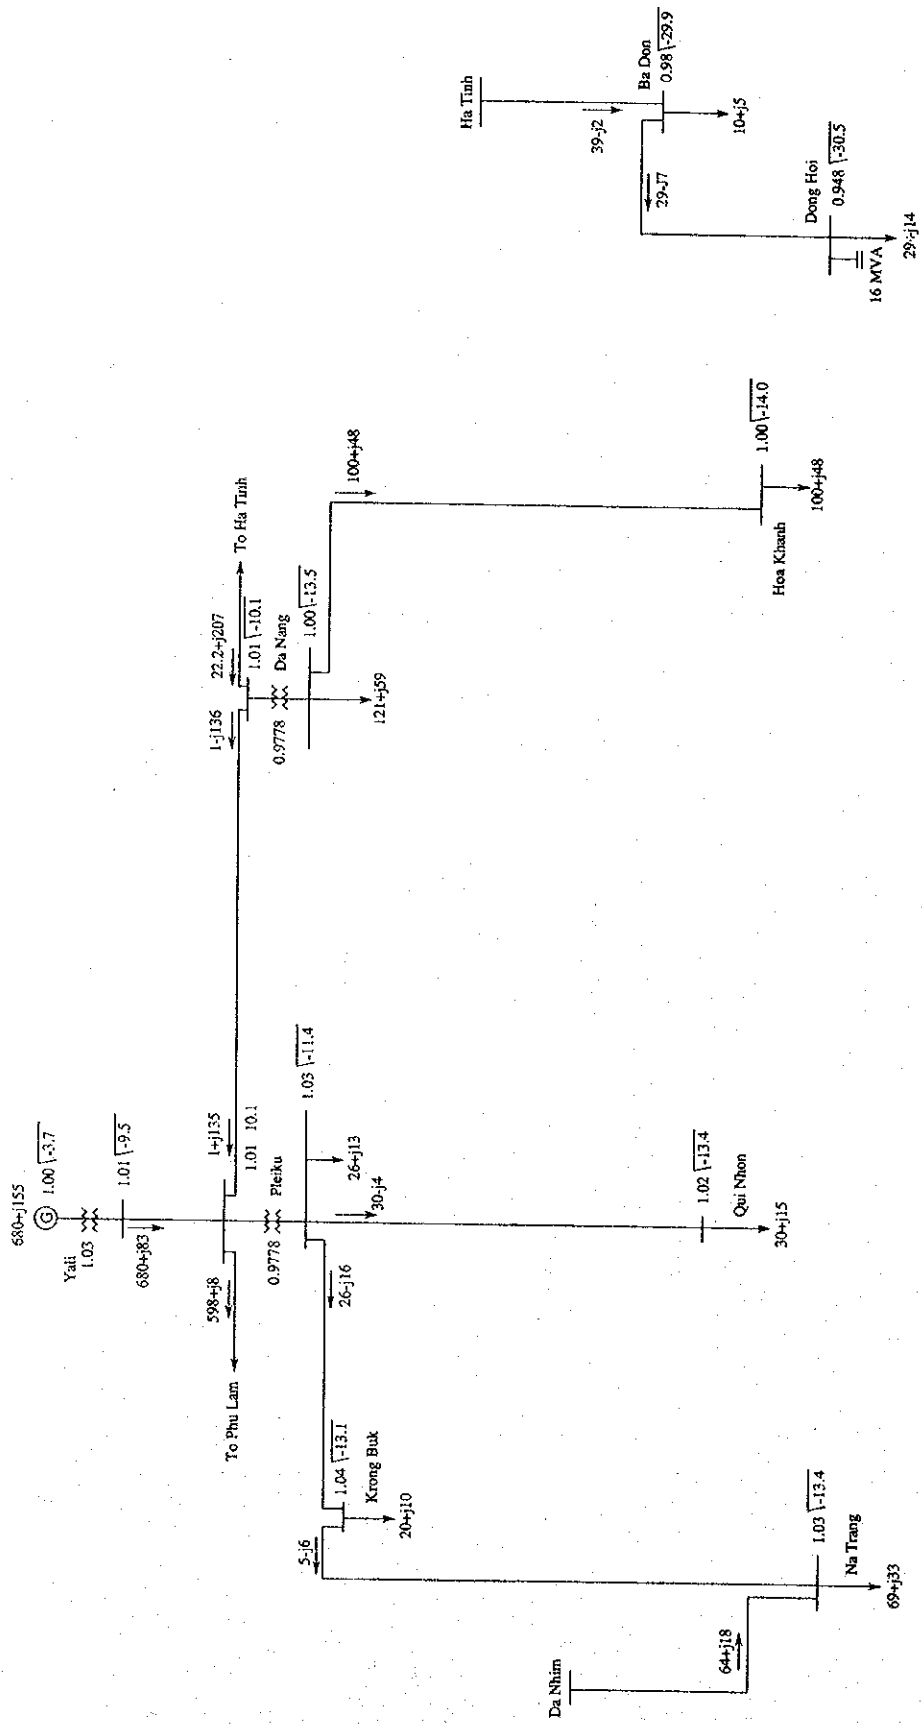 680+j155
G
1.00 -3.7
Yali
1.03
1.01 -9.5
680+j83
598+j8
To Phu Lam
1+j135
1.01 10.1
Pleiku
0.9778
1.03 -11.4
26+j13
30-j4
26-j16
1.04 -13.1
Krong Buk
20+j10
5-j6
1.03 -13.4
Na Trang
69+j33
64+j18
Da Nhim
1.02 -13.4
Qui Nhon
30+j15
1-j136
22.2+j207
To Ha Tinh
1.01 -10.1
Da Nang
0.9778
1.00 -13.5
121+j59
100+j48
1.00 -14.0
Hoa Khanh
100+j48
Ha Tinh
39-j2
Ba Don
0.98 -29.9
10+j5
29-J7
Dong Hoi
0.948 -30.5
16 MVA
29+j14